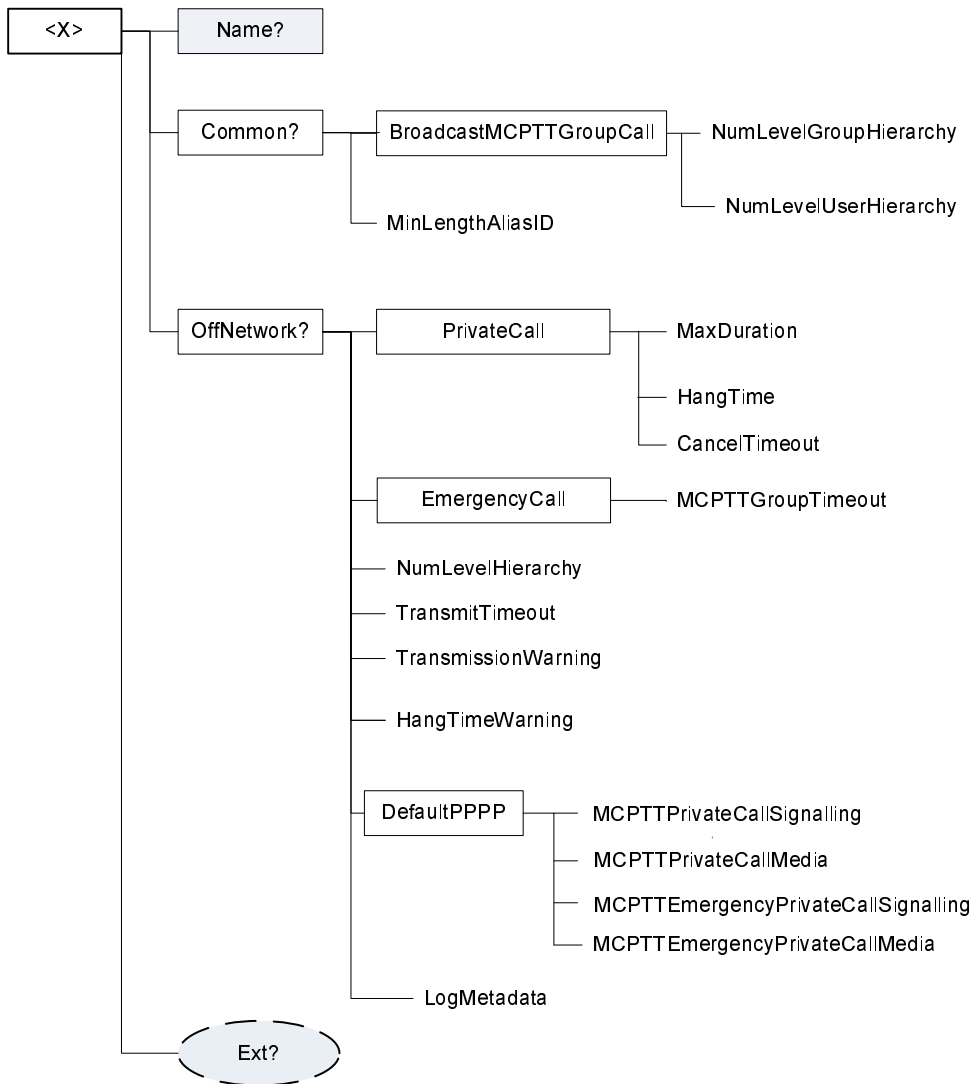 <X>
Name?
Common?
BroadcastMCPTTGroupCall
NumLevelGroupHierarchy
NumLevelUserHierarchy
MinLengthAliasID
OffNetwork?
PrivateCall
MaxDuration
HangTime
CancelTimeout
EmergencyCall
MCPTTGroupTimeout
NumLevelHierarchy
TransmitTimeout
TransmissionWarning
HangTimeWarning
DefaultPPPP
MCPTTPrivateCallSignalling
MCPTTPrivateCallMedia
MCPTTEmergencyPrivateCallSignalling
MCPTTEmergencyPrivateCallMedia
LogMetadata
Ext?